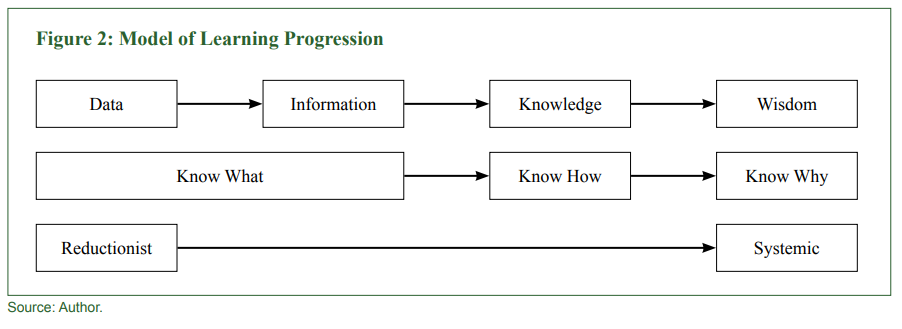 Figure 2: Model of Learning Progression
Data
Information
Knowledge
Wisdom
Know What
Know How
Know Why
Reductionist
Systemic
Source: Author.